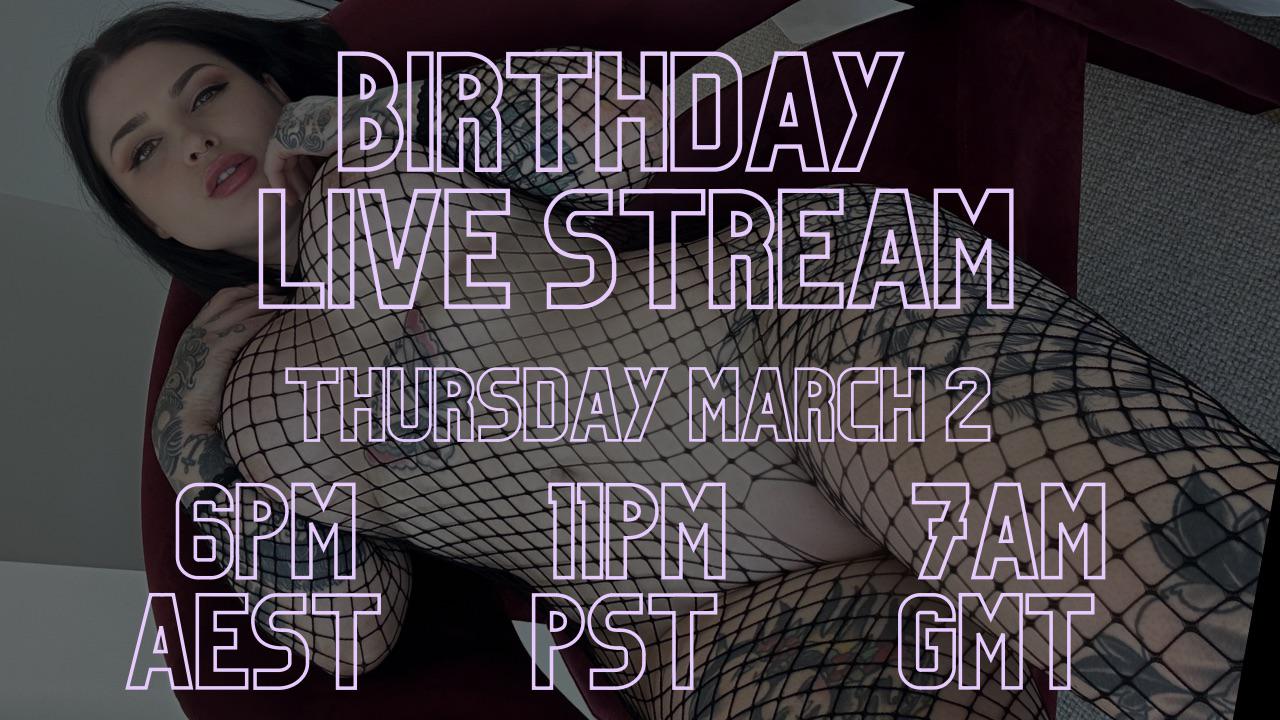 BIRTHDAY
LIVE STREAM
THURSDAY MARCH 2
6PM 11PM 7AM
AEST PST GMT